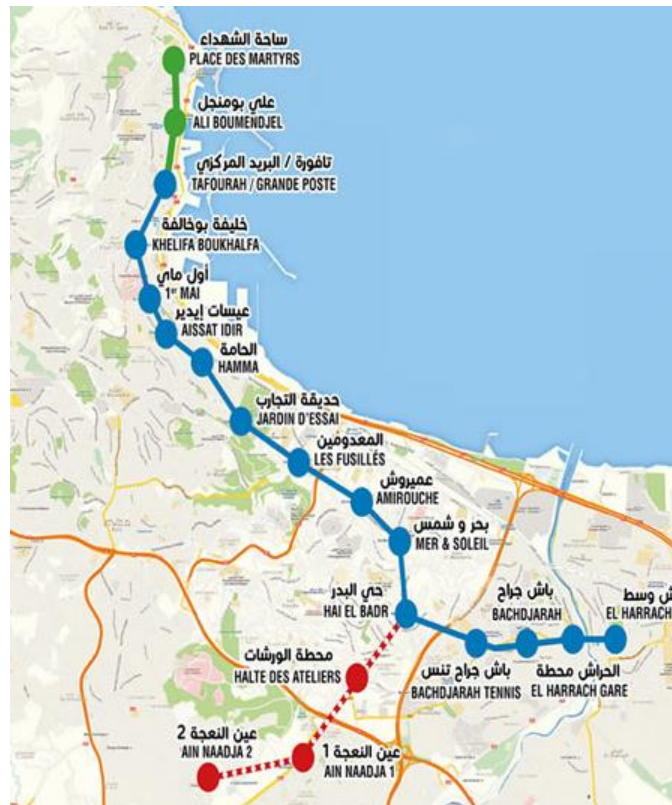 ساحة الشهداء
PLACE DES MARTYRS
علي بومنجل
ALI BOUMENDJEL
تافورة / البريد المركزي
TAFOURAH / GRANDE POSTE
خليفة بوخالفة
KHELIFA BOUKHALFA
أول ماي
1er MAI
عيسات إيدير
AISSAT IDIR
الحامة
HAMMA
حديقة التجارب
JARDIN D'ESSAI
المعدومين
LES FUSILLÉS
عميروش
AMIROUCHE
بحر و شمس
MER & SOLEIL
حي البدر
HAI EL BADR
باش جراح
BACHDJARAH
وسط
EL HARRACH
باش جراح تنس
BACHDJARAH TENNIS
الحراش محطة
EL HARRACH GARE
محطة الورشات
HALTE DES ATELIERS
عين النعجة 1
AIN NAADJA 1
عين النعجة 2
AIN NAADJA 2